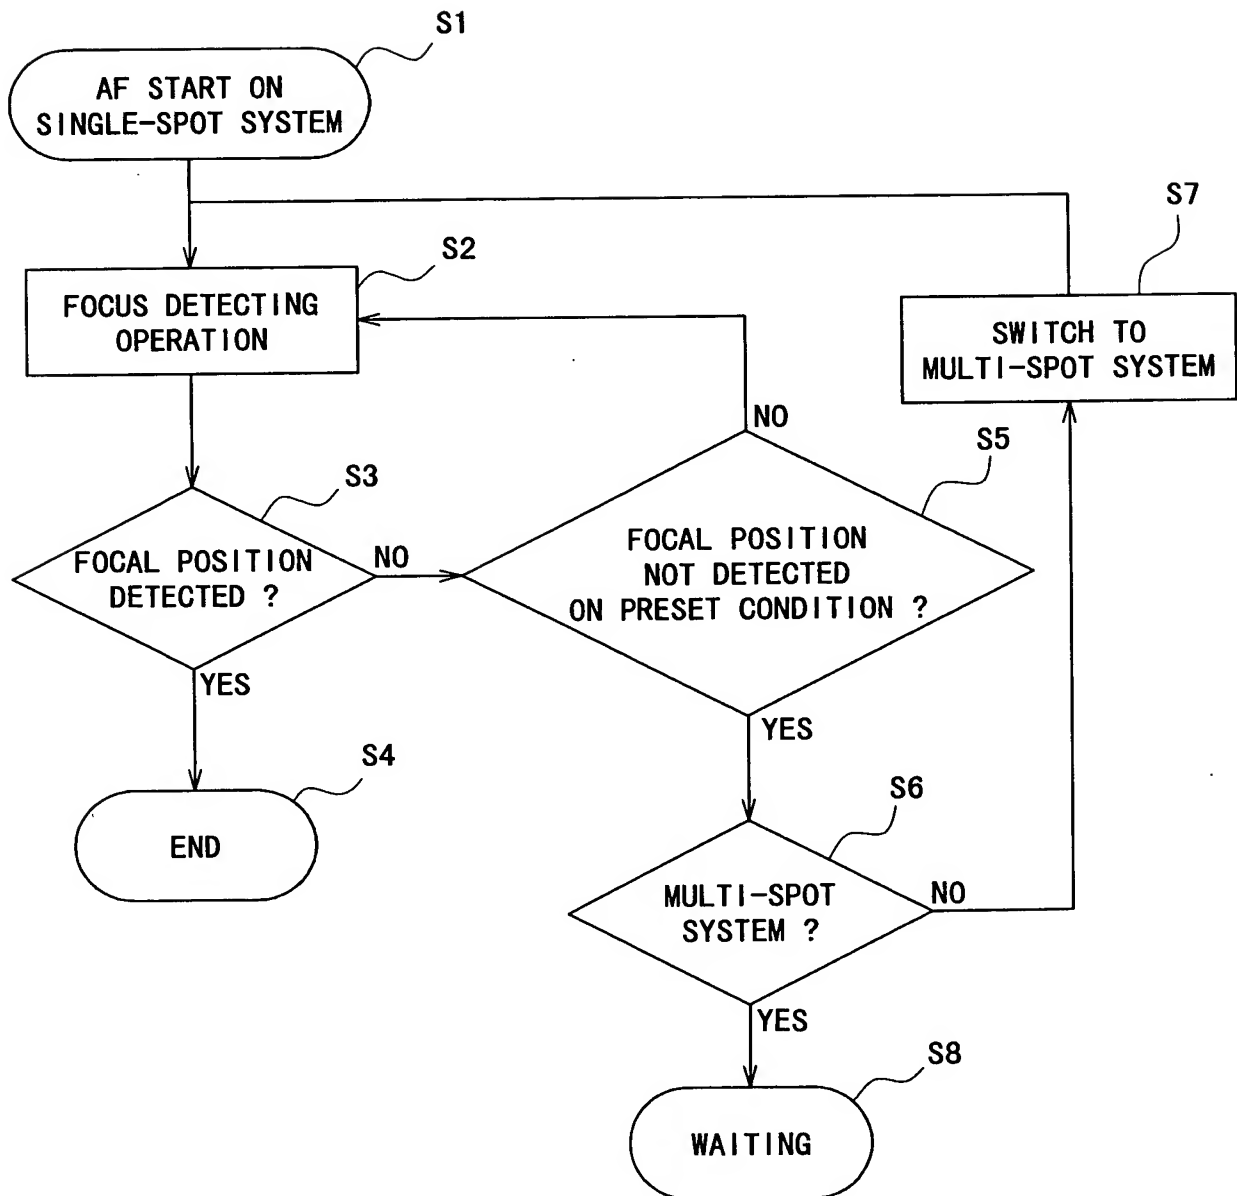 S1
AF START ON
SINGLE-SPOT SYSTEM
S7
S2
FOCUS DETECTING
OPERATION
SWITCH TO
MULTI-SPOT SYSTEM
NO
S5
S3
FOCAL POSITION
DETECTED ?
NO
FOCAL POSITION
NOT DETECTED
ON PRESET CONDITION ?
YES
YES
S4
END
S6
MULTI-SPOT
SYSTEM ?
NO
YES
S8
WAITING